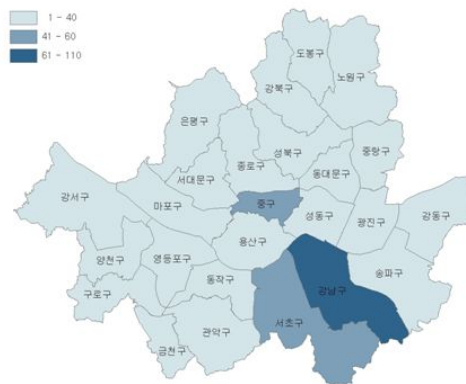 1 - 40
41 - 60
61 - 110
도봉구
노원구
강북구
은평구
성북구
중랑구
종로구
서대문구
동대문구
강서구
마포구
중구
성동구
광진구
강동구
용산구
양천구
영등포구
송파구
동작구
강남구
구로구
서초구
관악구
금천구